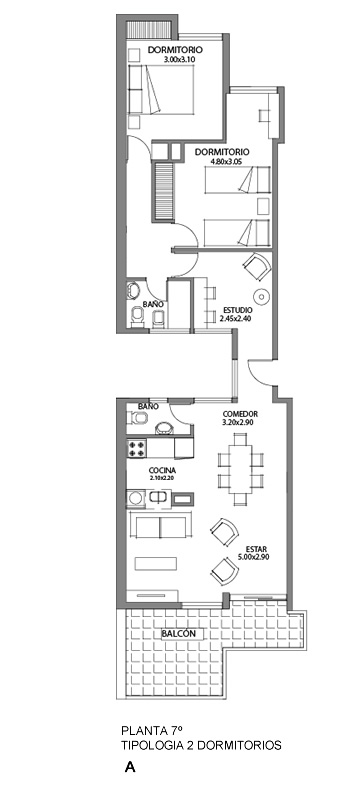 DORMITORIO
3.00x3.10
DORMITORIO
4.80x3.05
BAÑO
ESTUDIO
2.45x2.40
BAÑO
COMEDOR
3.20x2.90
COCINA
2.10x2.20
ESTAR
5.00x2.90
BALCÓN
PLANTA 7º
TIPOLOGIA 2 DORMITORIOS
A